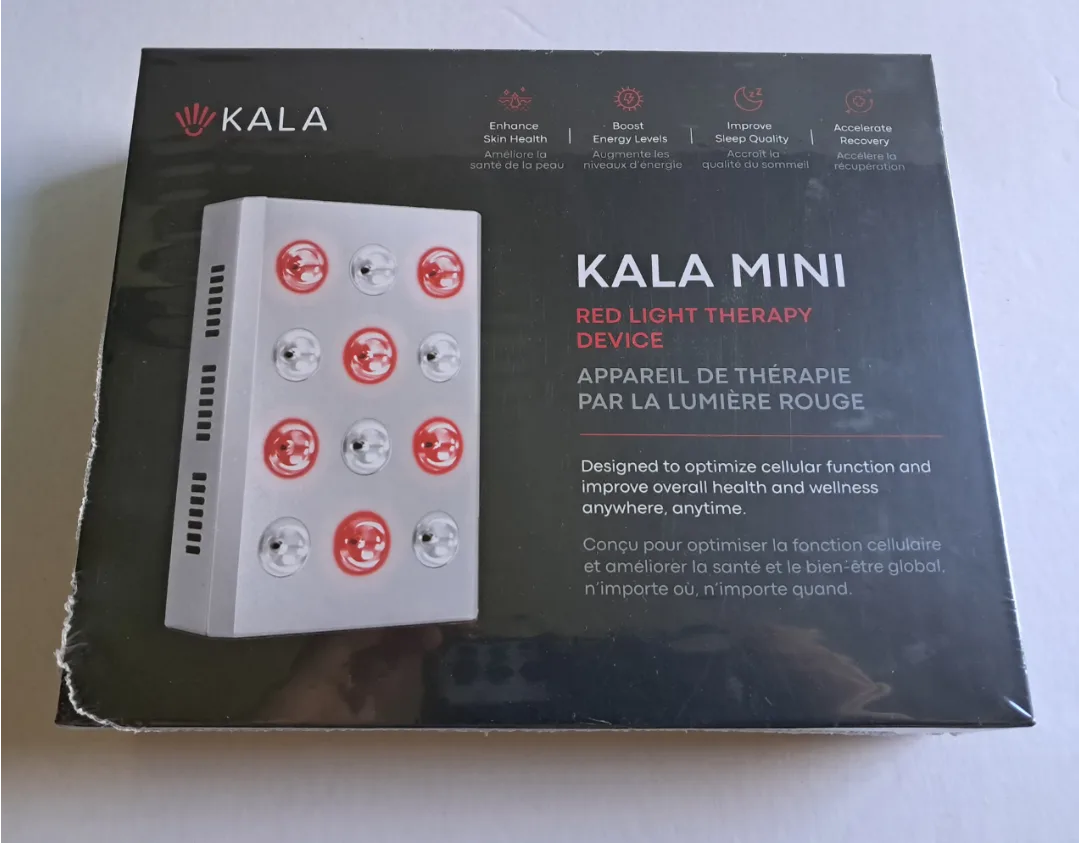 KALA
Enhance
Skin Health
Améliore la
santé de la peau
Boost
Energy Levels
Augmente les
niveaux d'énergie
Improve
Sleep Quality
Accroît la
qualité du sommeil
Accelerate
Recovery
Accélère la
récupération
KALA MINI
RED LIGHT THERAPY
DEVICE
APPAREIL DE THÉRAPIE
PAR LA LUMIÈRE ROUGE
Designed to optimize cellular function and
improve overall health and wellness
anywhere, anytime.
Conçu pour optimiser la fonction cellulaire
et améliorer la santé et le bien-être global,
n'importe où, n'importe quand.